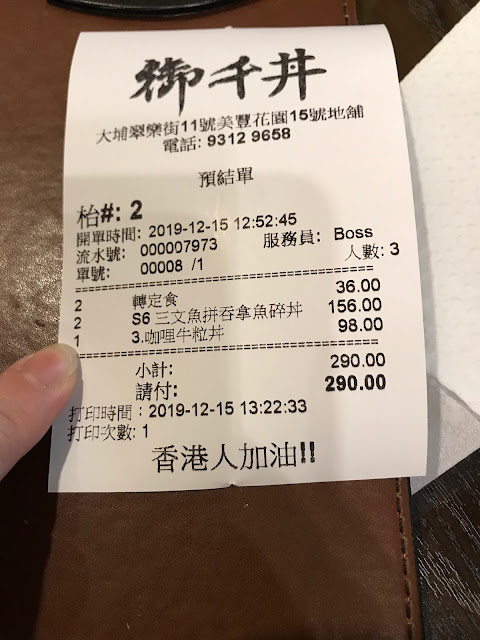 御千丼
大埔翠樂街11號美豐花園15號地舖
電話: 9312 9658
預結單
枱#: 2
開單時間: 2019-12-15 12:52:45
流水號: 000007973 服務員: Boss
單號: 00008 /1 人數: 3
2 轉定食 36.00
2 S6 三文魚拼吞拿魚碎丼 156.00
1 3.咖哩牛粒丼 98.00
小計: 290.00
請付: 290.00
打印時間：2019-12-15 13:22:33
打印次數: 1
香港人加油!!